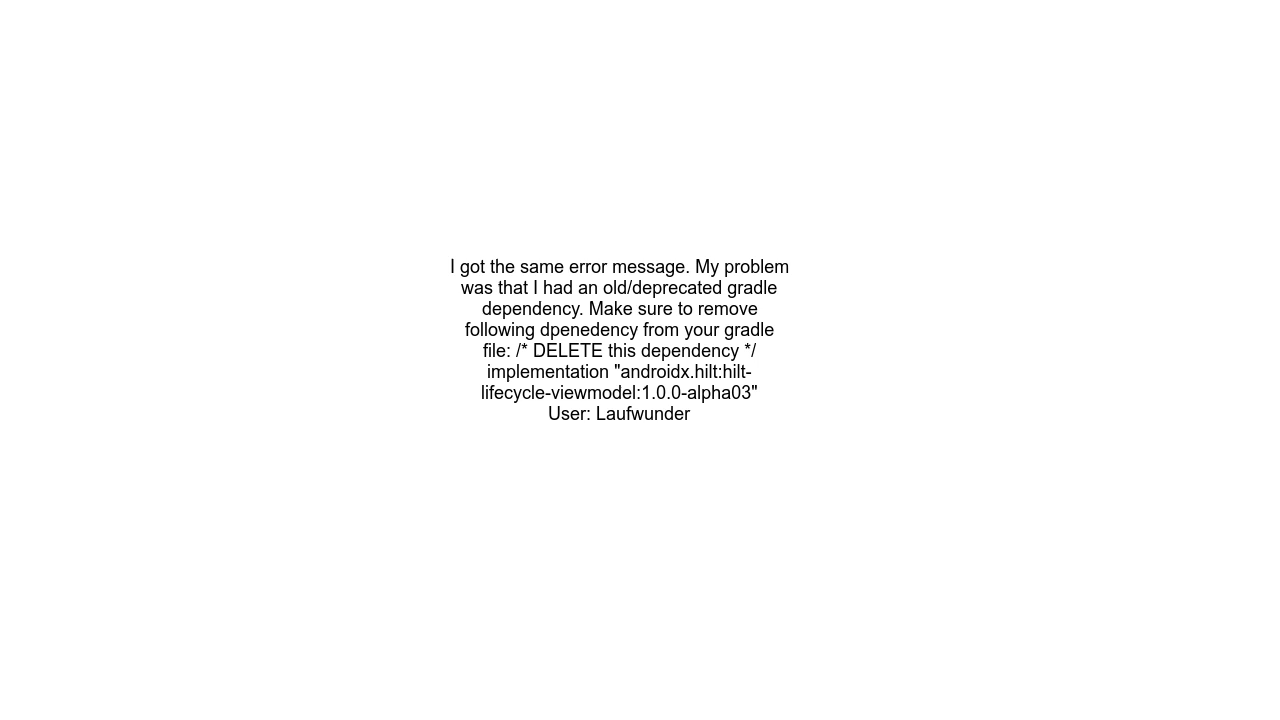 I got the same error message. My problem
was that I had an old/deprecated gradle
dependency. Make sure to remove
following dpenedency from your gradle
file: /* DELETE this dependency */
implementation "androidx.hilt:hilt-
lifecycle-viewmodel:1.0.0-alpha03"
User: Laufwunder